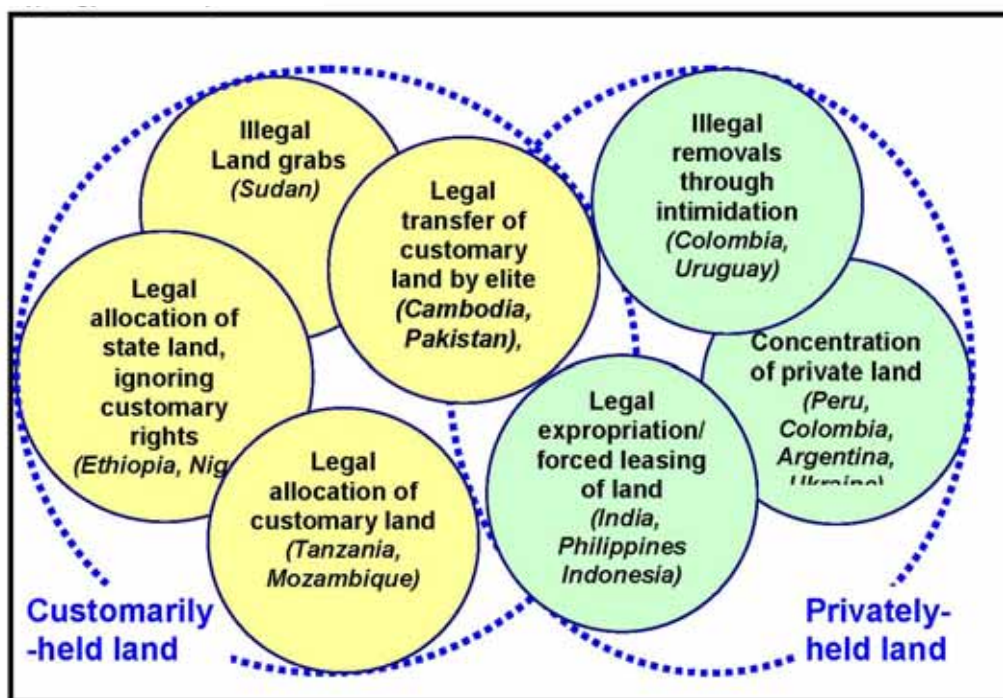 Illegal
Land grabs
(Sudan)
Legal
transfer of
customary
land by elite
(Cambodia,
Pakistan),
Illegal
removals
through
intimidation
(Colombia,
Uruguay)
Legal
allocation of
state land,
ignoring
customary
rights
(Ethiopia, Nig
Concentration
of private land
(Peru,
Colombia,
Argentina,
Ukraine)
Legal
expropriation/
forced leasing
of land
(India,
Philippines
Indonesia)
Legal
allocation of
customary land
(Tanzania,
Mozambique)
Customarily
-held land
Privately-
held land